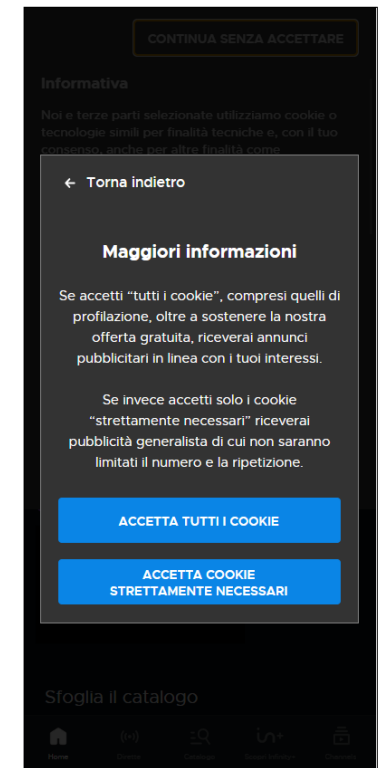 CONTINUA SENZA ACCETTARE
Informativa
Noi e terze parti selezionate utilizziamo cookie o
tecnologie simili per finalità tecniche e, con il tuo
consenso, anche per altre finalità come
← Torna indietro
Maggiori informazioni
Se accetti “tutti i cookie”, compresi quelli di
profilazione, oltre a sostenere la nostra
offerta gratuita, riceverai annunci
pubblicitari in linea con i tuoi interessi.
Se invece accetti solo i cookie
“strettamente necessari” riceverai
pubblicità generalista di cui non saranno
limitati il numero e la ripetizione.
ACCETTA TUTTI I COOKIE
ACCETTA COOKIE
STRETTAMENTE NECESSARI
Sfoglia il catalogo
Home